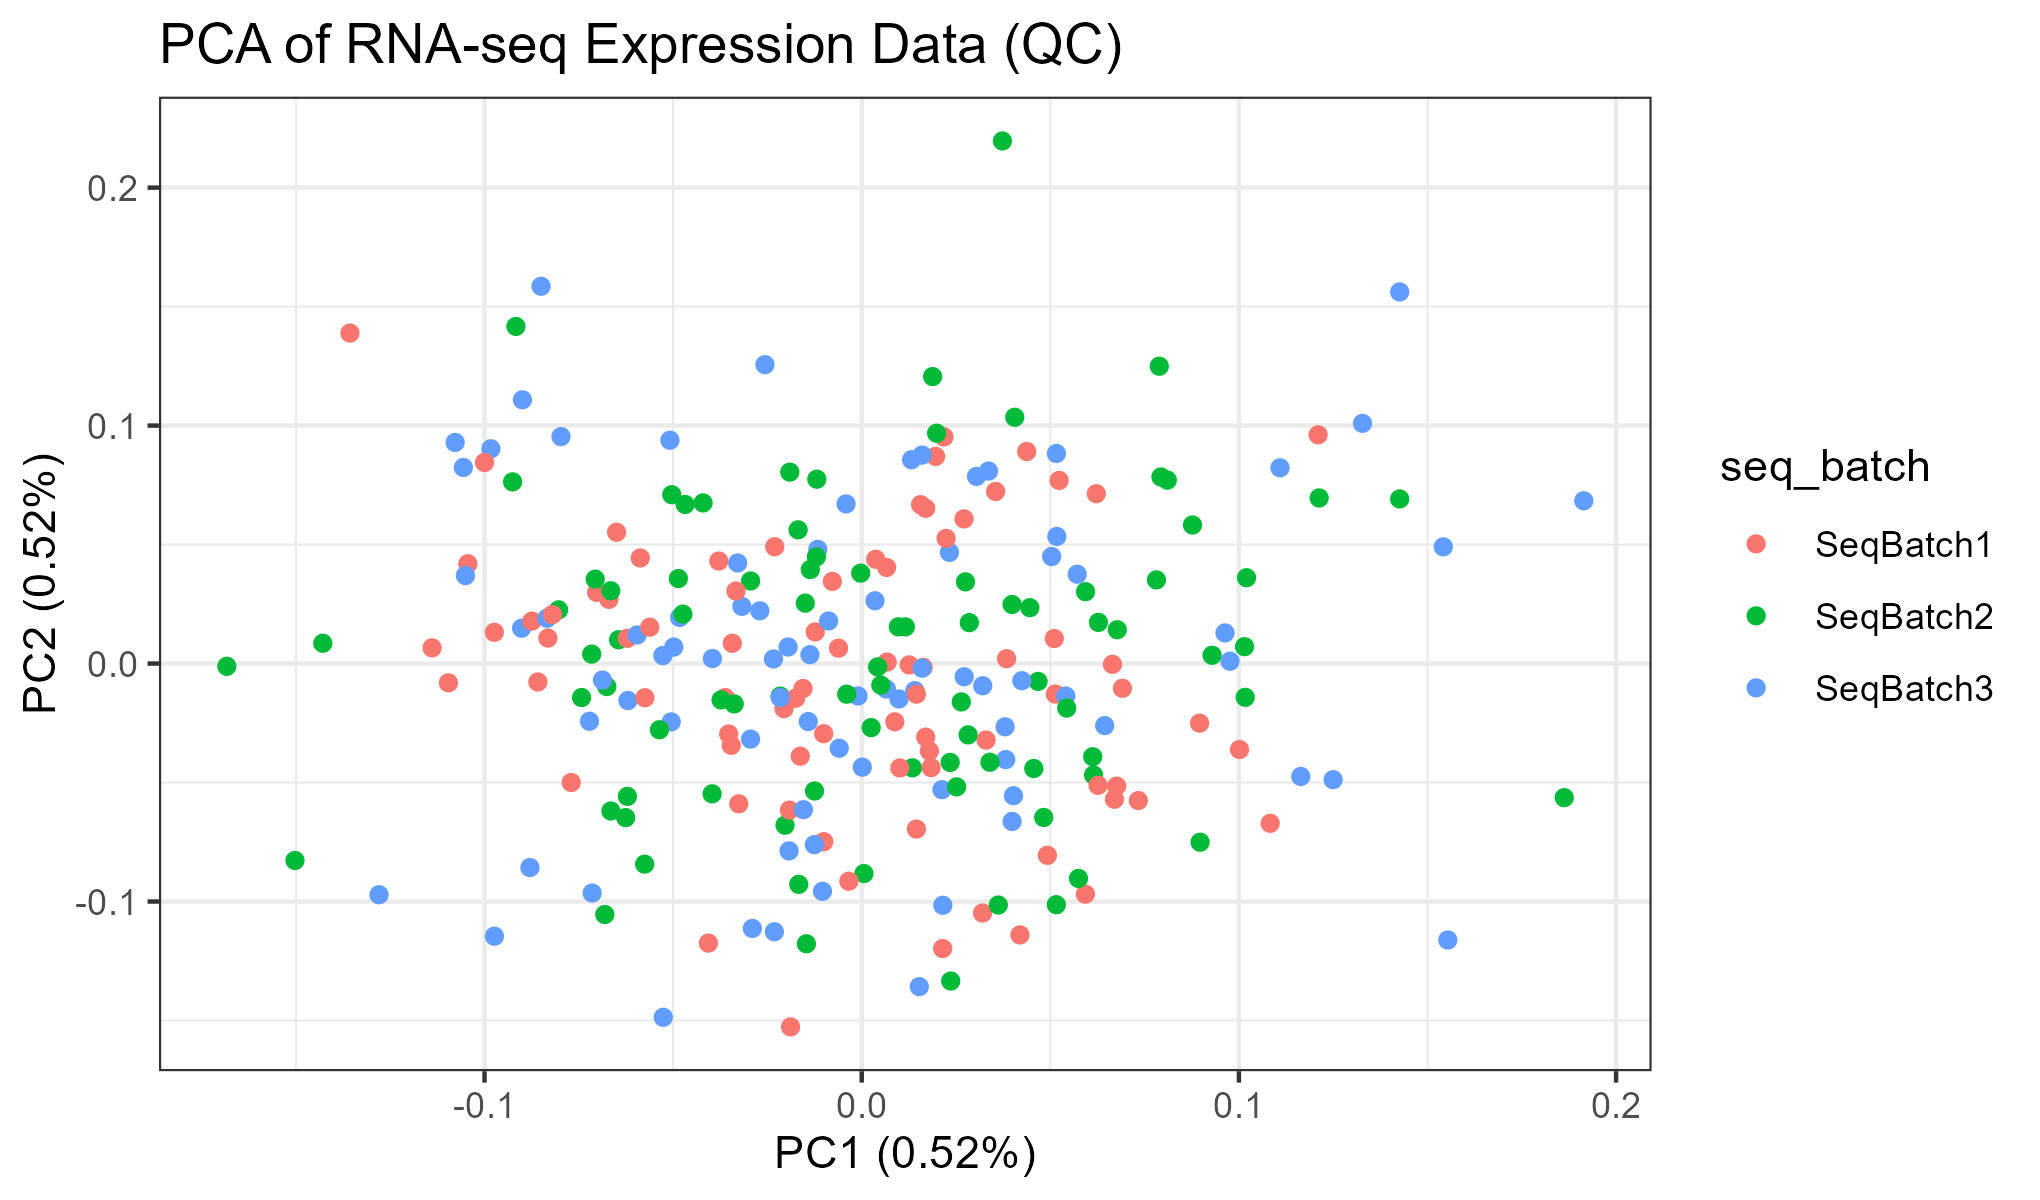 PCA of RNA-seq Expression Data (QC)
PC2 (0.52%)
0.2
0.1
0.0
-0.1
-0.1 0.0 0.1 0.2
PC1 (0.52%)
seq_batch
SeqBatch1
SeqBatch2
SeqBatch3